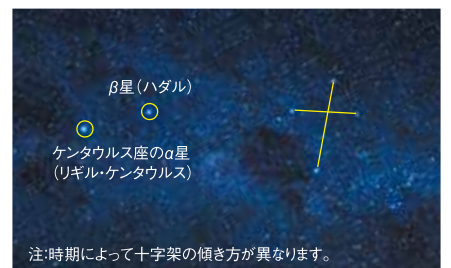 β星（ハダル）
ケンタウルス座のα星
（リギル・ケンタウルス）
注：時期によって十字架の傾き方が異なります。